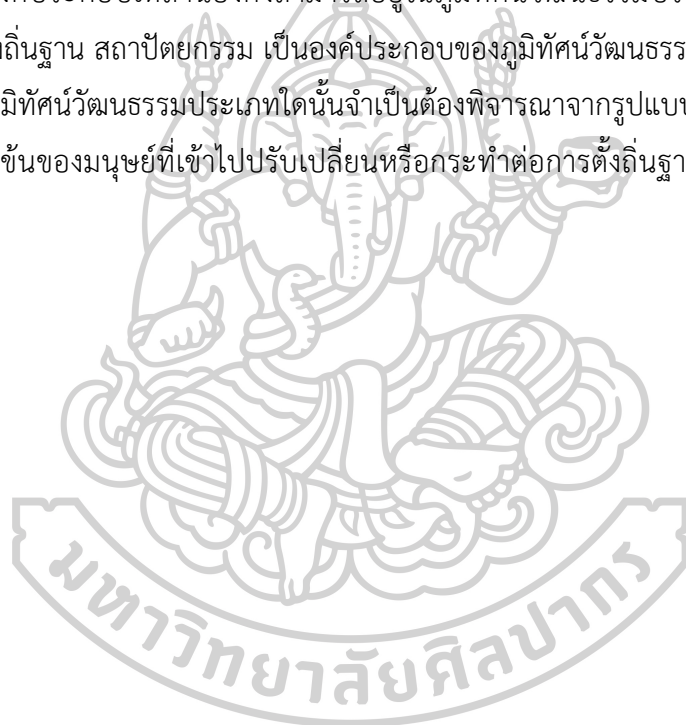 งถิ่นฐาน สถาปัตยกรรม เป็นองค์ประกอบของภูมิทัศน์วัฒนธรร
มิทัศน์วัฒนธรรมประเภทใดนั้นจำเป็นต้องพิจารณาจากรูปแบบ
ข้นของมนุษย์ที่เข้าไปปรับเปลี่ยนหรือกระทำต่อการตั้งถิ่นฐา
มหาวิทยาลัยศิลปากร